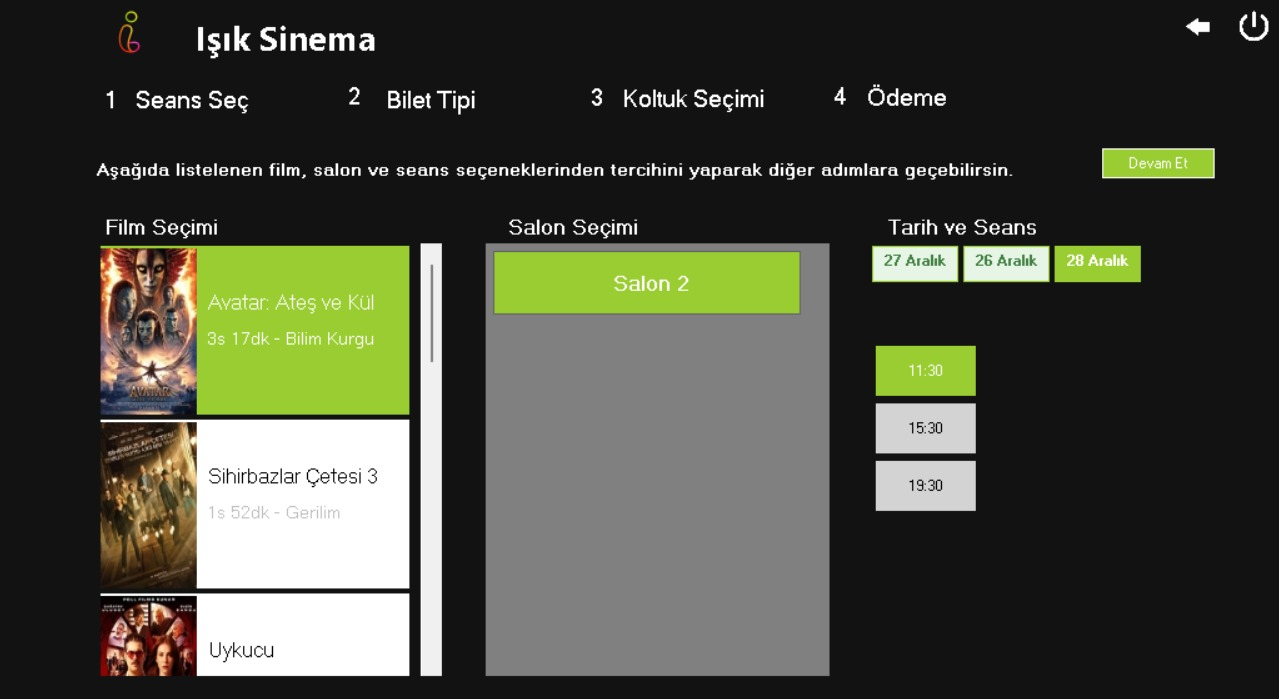 Işık Sinema
1 Seans Seç
2 Bilet Tipi
3 Koltuk Seçimi
4 Ödeme
Aşağıda listelenen film, salon ve seans seçeneklerinden tercihini yaparak diğer adımlara geçebilirsin.
Devam Et
Film Seçimi
Avatar: Ateş ve Kül
3s 17dk - Bilim Kurgu
AVATAR
Sihirbazlar Çetesi 3
1s 52dk - Gerilim
Uykucu
Salon Seçimi
Salon 2
Tarih ve Seans
27 Aralık
26 Aralık
28 Aralık
11:30
15:30
19:30